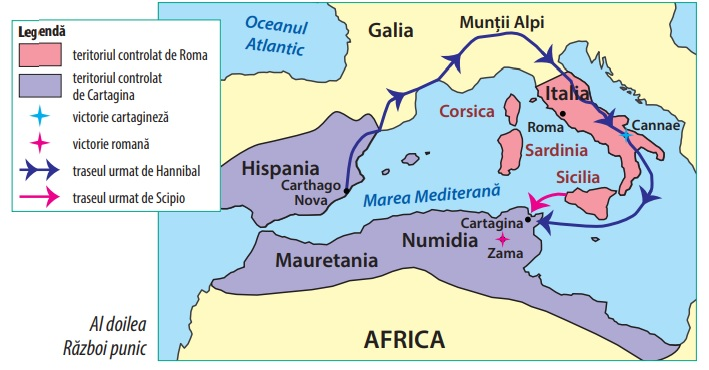 Legendă
teritoriul controlat de Roma
teritoriul controlat
de Cartagina
victorie cartagineză
victorie romană
traseul urmat de Hannibal
traseul urmat de Scipio
Oceanul
Atlantic
Galia
Munții Alpi
Corsica
Italia
Roma
Cannae
Sardinia
Hispania
Carthago
Nova
Marea Mediterană
Sicilia
Cartagina
Numidia
Zama
Mauretania
AFRICA
Al doilea
Război punic